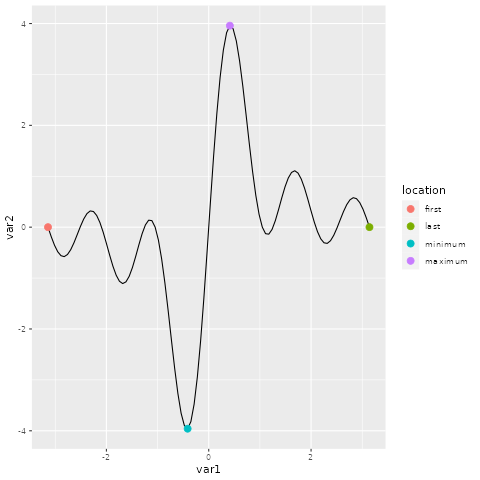 4
2
0
-2
-4
var2
-2
0
2
var1
location
first
last
minimum
maximum